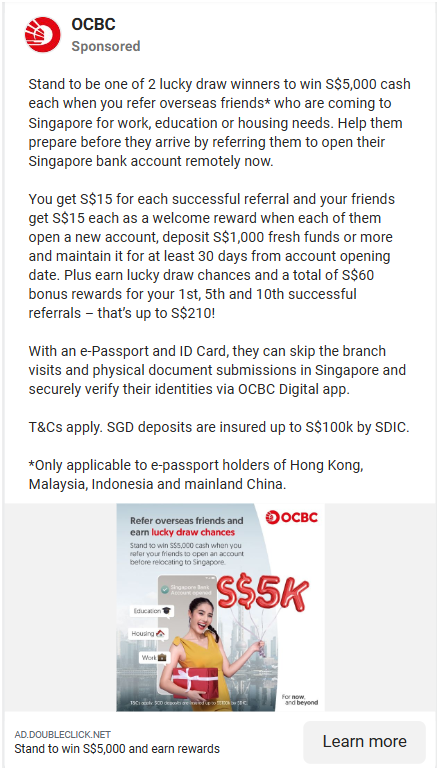 OCBC
Sponsored
Stand to be one of 2 lucky draw winners to win S$5,000 cash
each when you refer overseas friends* who are coming to
Singapore for work, education or housing needs. Help them
prepare before they arrive by referring them to open their
Singapore bank account remotely now.
You get S$15 for each successful referral and your friends
get S$15 each as a welcome reward when each of them
open a new account, deposit S$1,000 fresh funds or more
and maintain it for at least 30 days from account opening
date. Plus earn lucky draw chances and a total of S$60
bonus rewards for your 1st, 5th and 10th successful
referrals – that's up to S$210!
With an e-Passport and ID Card, they can skip the branch
visits and physical document submissions in Singapore and
securely verify their identities via OCBC Digital app.
T&Cs apply. SGD deposits are insured up to S$100k by SDIC.
*Only applicable to e-passport holders of Hong Kong,
Malaysia, Indonesia and mainland China.
Refer overseas friends and
earn lucky draw chances
OCBC
Stand to win S$5,000 cash when you
refer your friends to open an account
before relocating to Singapore.
Singapore Bank
Account opened
S$5K
Education
Housing
Work
T&Cs apply. SGD deposits are insured up to S$100k by SDIC.
For now,
and beyond
AD.DOUBLECLICK.NET
Stand to win S$5,000 and earn rewards
Learn more